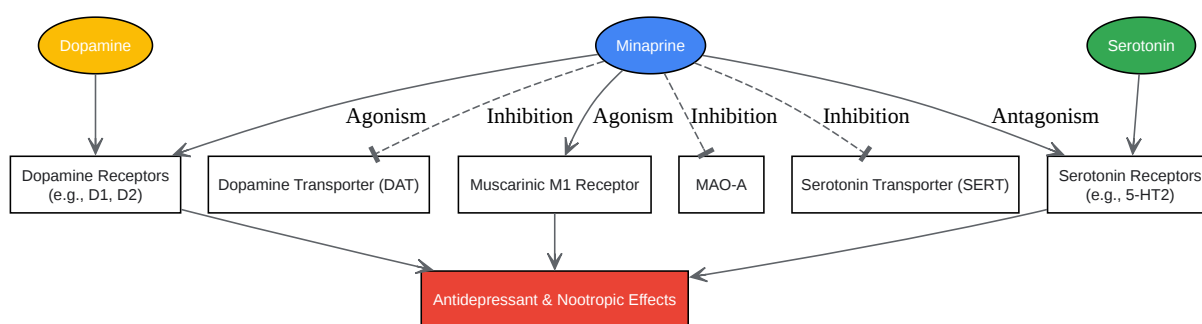 Dopamine
Minaprine
Serotonin
Agonism
Inhibition
Agonism
Inhibition
Inhibition
Antagonism
Dopamine Receptors
(e.g., D1, D2)
Dopamine Transporter (DAT)
Muscarinic M1 Receptor
MAO-A
Serotonin Transporter (SERT)
Serotonin Receptors
(e.g., 5-HT2)
Antidepressant & Nootropic Effects